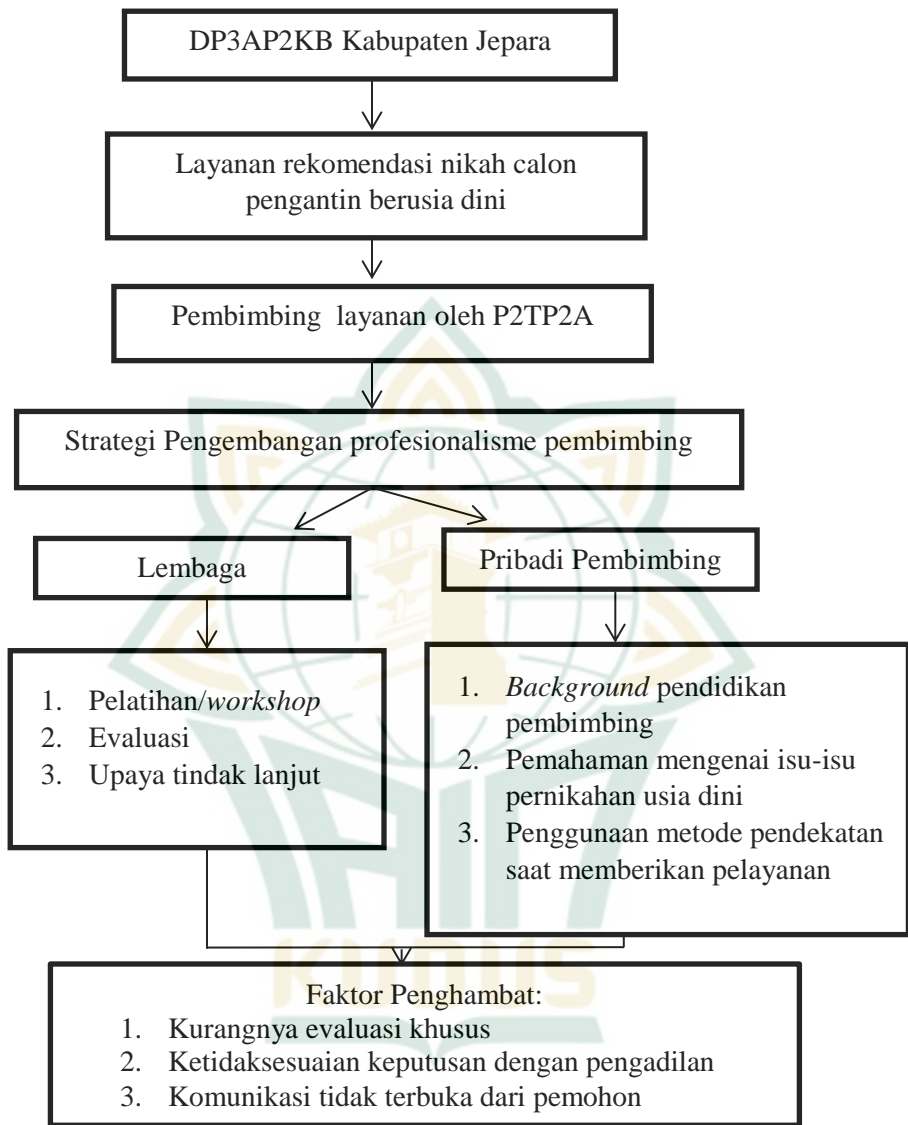 DP3AP2KB Kabupaten Jepara
Layanan rekomendasi nikah calon
pengantin berusia dini
Pembimbing layanan oleh P2TP2A
Strategi Pengembangan profesionalisme pembimbing
Lembaga
Pribadi Pembimbing
1. Pelatihan/workshop
2. Evaluasi
3. Upaya tindak lanjut
1. Background pendidikan
pembimbing
2. Pemahaman mengenai isu-isu
pernikahan usia dini
3. Penggunaan metode pendekatan
saat memberikan pelayanan
Faktor Penghambat:
1. Kurangnya evaluasi khusus
2. Ketidaksesuaian keputusan dengan pengadilan
3. Komunikasi tidak terbuka dari pemohon
IAIN
KUDUS